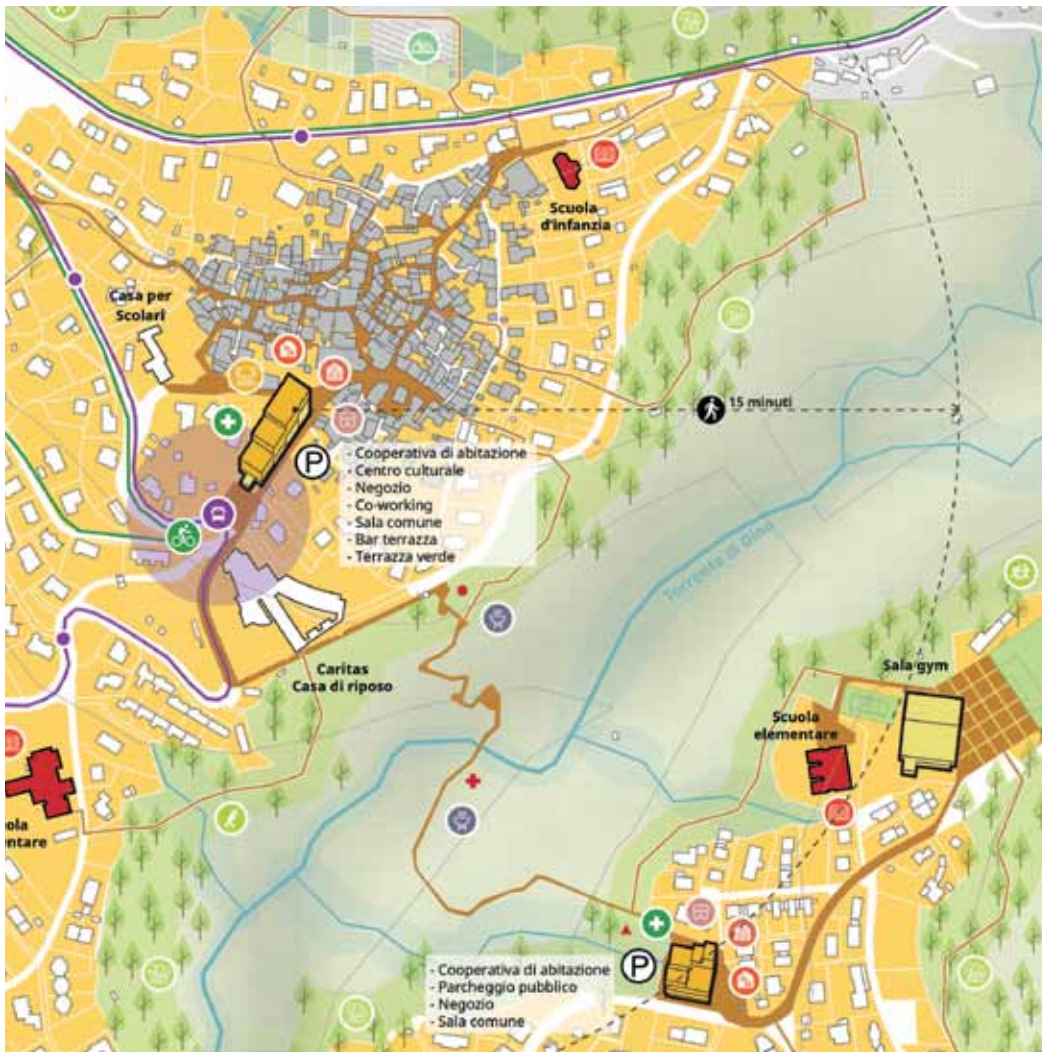 Scuola
d'infanzia
Casa per
Scolari
15 minuti
P
- Cooperativa di abitazione
- Centro culturale
- Negozio
- Co-working
- Sala comune
- Bar terrazza
- Terrazza verde
Torrente di
Caritas
Casa di riposo
Sala gym
Scuola
elementare
ola
entare
P
- Cooperativa di abitazione
- Parcheggio pubblico
- Negozio
- Sala comune